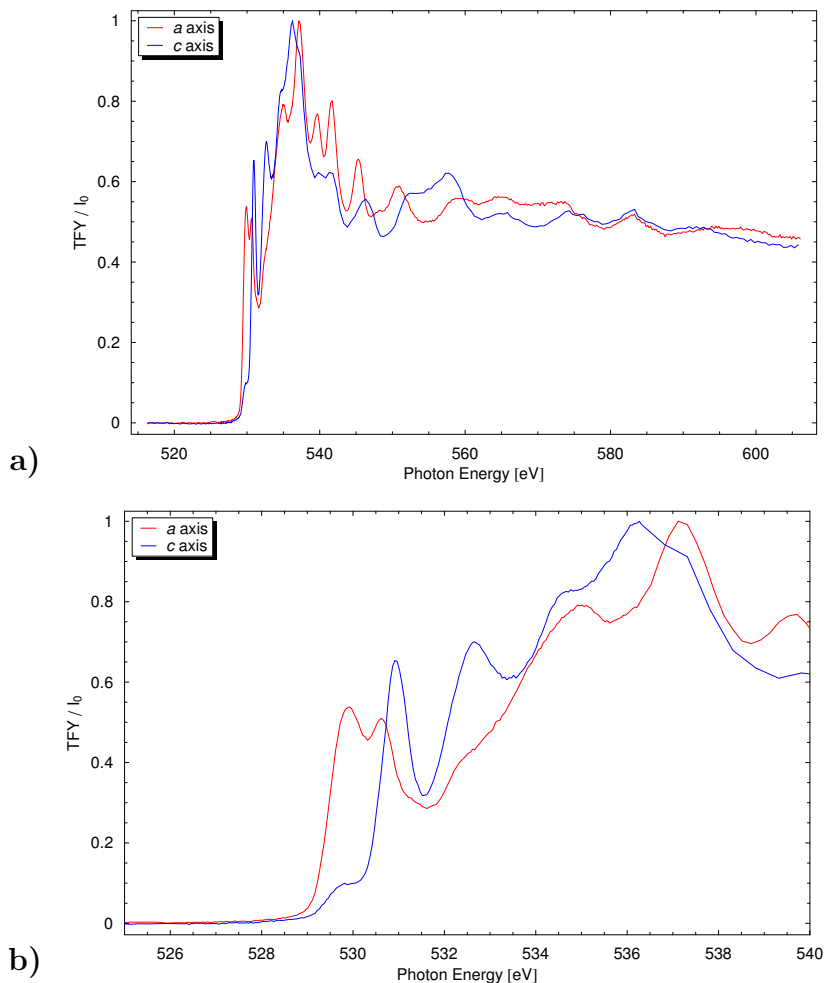 a axis
c axis
1
0.8
0.6
0.4
0.2
0
TFY / I0
520 540 560 580 600
Photon Energy [eV]
a)
a axis
c axis
1
0.8
0.6
0.4
0.2
0
TFY / I0
526 528 530 532 534 536 538 540
Photon Energy [eV]
b)